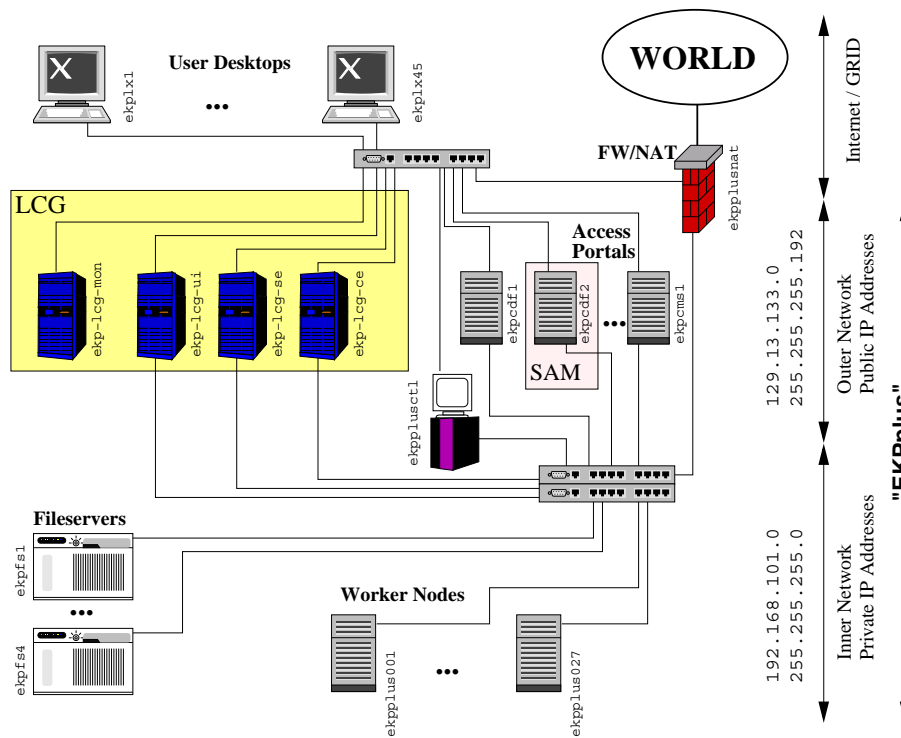 User Desktops
X
X
...
ekplx1
ekplx45
WORLD
FW/NAT
ekpplusnat
Internet / GRID
LCG
ekp-lcg-mon
ekp-lcg-ui
ekp-lcg-se
ekp-lcg-ce
Access
Portals
ekpcdf1
ekpcdf2
...
ekpcms1
SAM
ekpplusctl
129.13.133.0
255.255.255.192
Outer Network
Public IP Addresses
"EKPplus"
Fileservers
ekpfs1
...
ekpfs4
Worker Nodes
ekpplus001
...
ekpplus027
192.168.101.0
255.255.255.0
Inner Network
Private IP Addresses